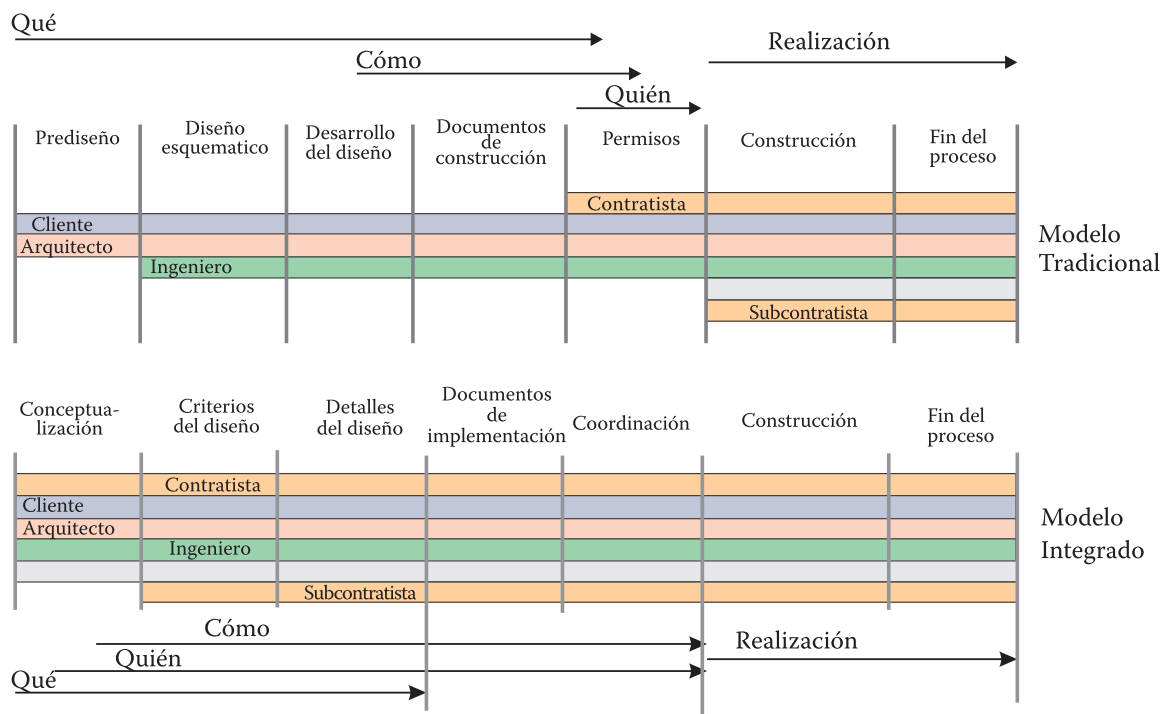 Qué
Cómo
Quién
Realización
Prediseño
Diseño
esquematico
Desarrollo
del diseño
Documentos
de
construcción
Permisos
Construcción
Fin del
proceso
Contratista
Cliente
Arquitecto
Ingeniero
Subcontratista
Modelo
Tradicional
Conceptua-
lización
Criterios
del diseño
Detalles
del diseño
Documentos
de
implementación
Coordinación
Construcción
Fin del
proceso
Contratista
Cliente
Arquitecto
Ingeniero
Subcontratista
Modelo
Integrado
Cómo
Quién
Qué
Realización